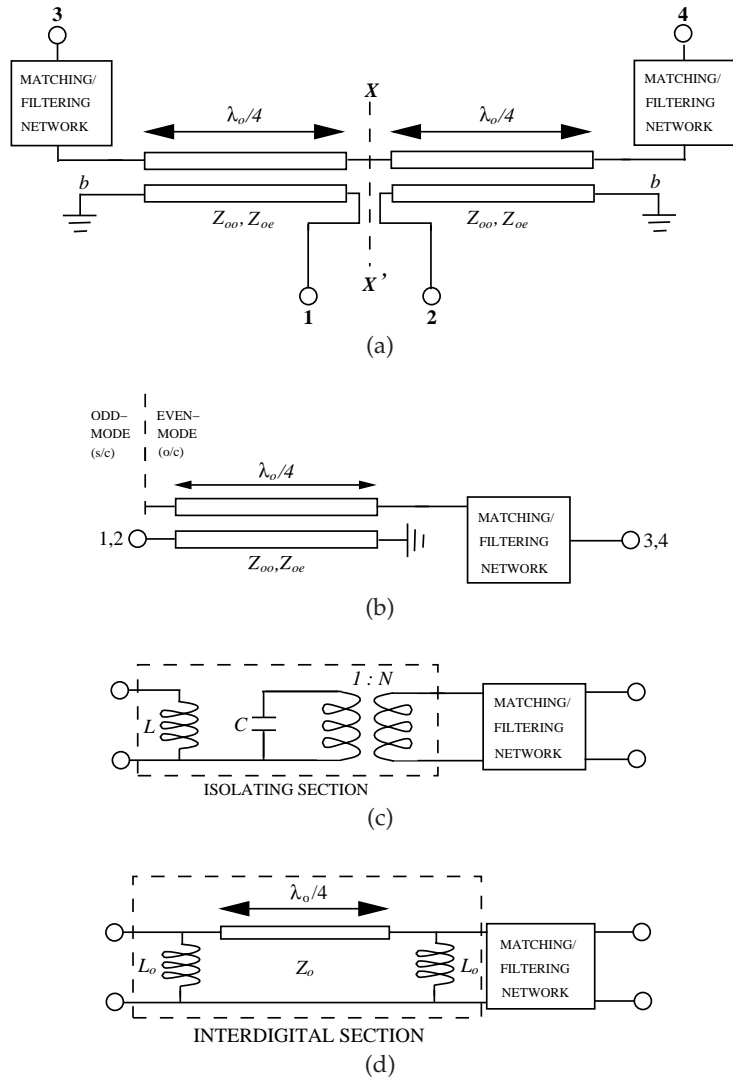 3
4
MATCHING/
FILTERING
NETWORK
MATCHING/
FILTERING
NETWORK
X
λo/4
λo/4
b
b
Zoo, Zoe
Zoo, Zoe
X’
1
2
(a)
ODD–
MODE
(s/c)
EVEN–
MODE
(o/c)
λo/4
1,2
MATCHING/
FILTERING
NETWORK
3,4
Zoo,Zoe
(b)
1 : N
L
C
MATCHING/
FILTERING
NETWORK
ISOLATING SECTION
(c)
λo/4
Lo
Zo
Lo
MATCHING/
FILTERING
NETWORK
INTERDIGITAL SECTION
(d)